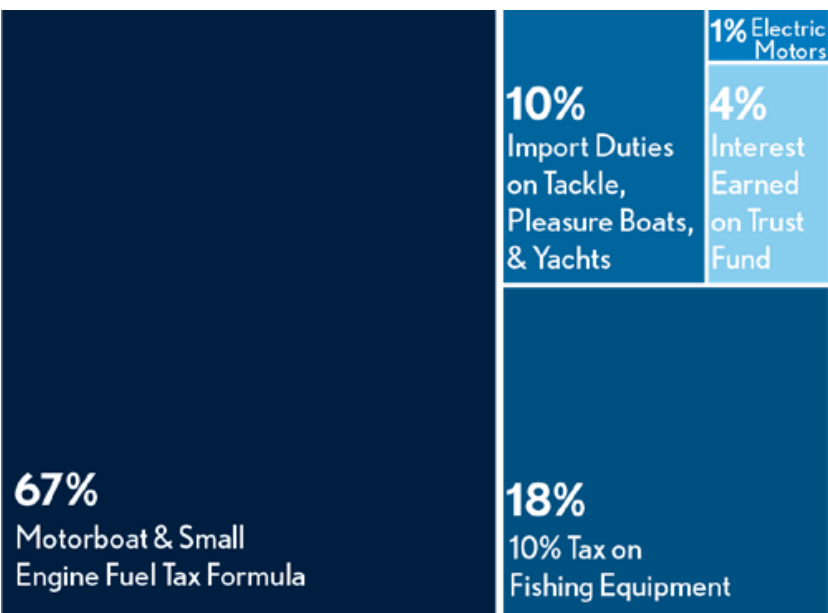 67%
Motorboat & Small
Engine Fuel Tax Formula
10%
Import Duties
on Tackle,
Pleasure Boats,
& Yachts
1% Electric
Motors
4%
Interest
Earned
on Trust
Fund
18%
10% Tax on
Fishing Equipment